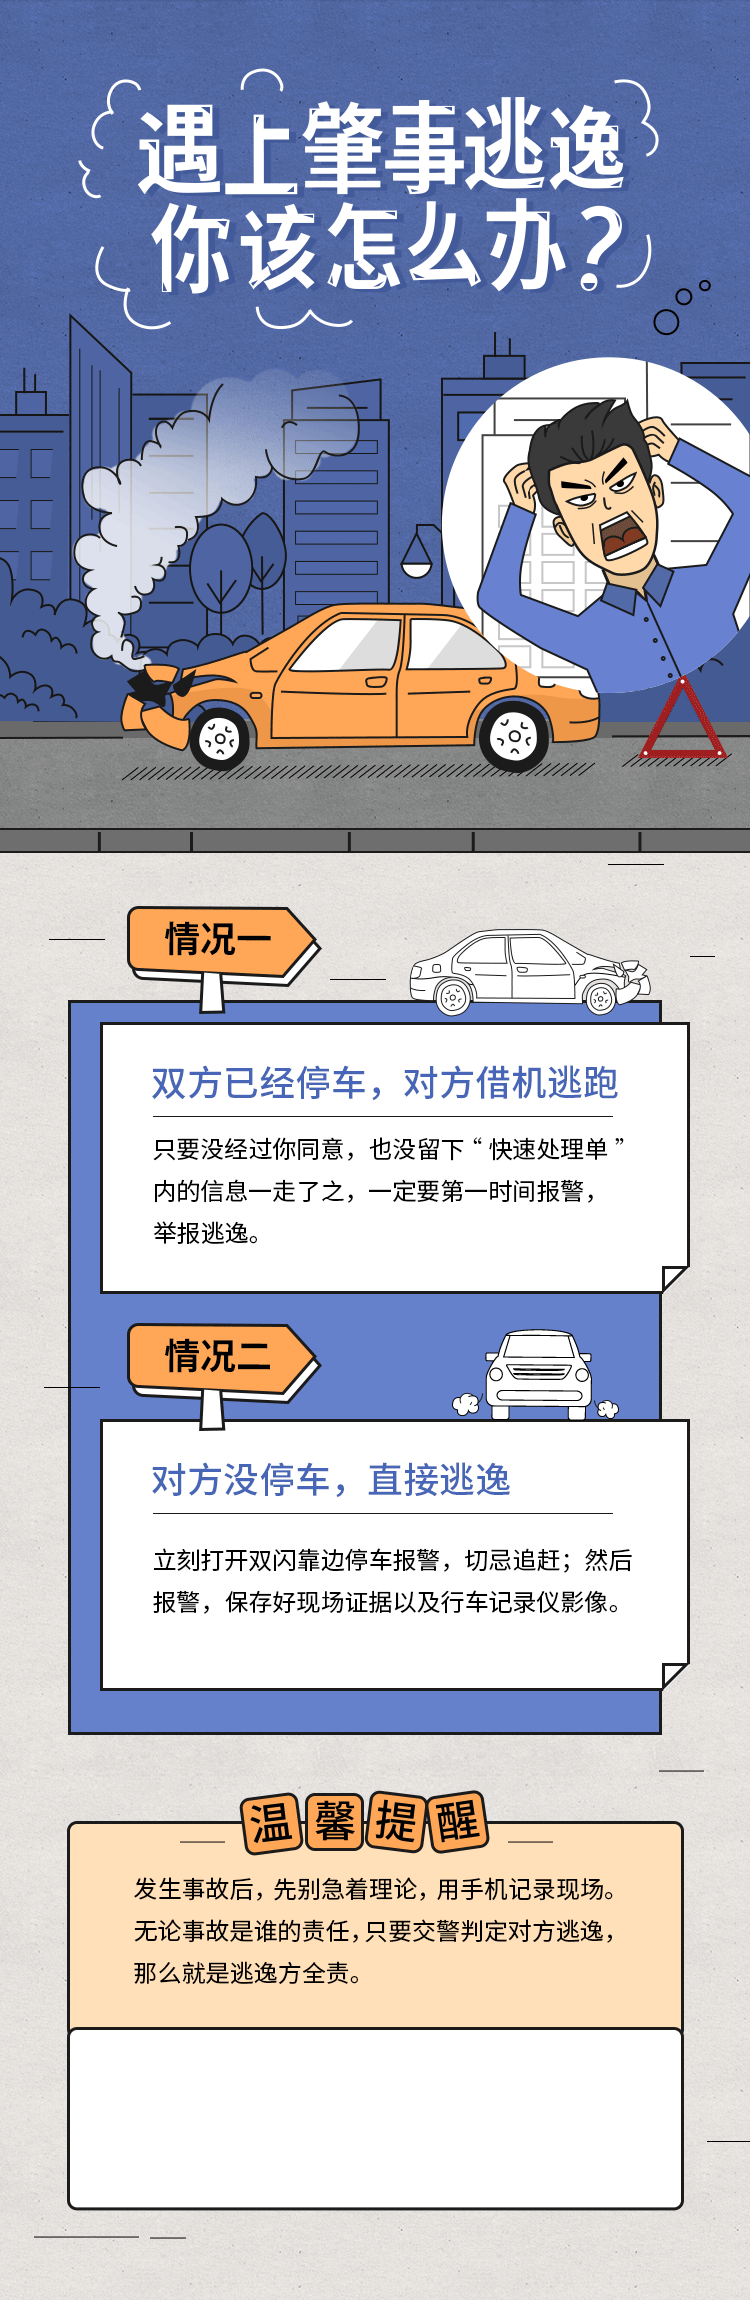 遇上肇事逃逸
你该怎么办?
情况一
双方已经停车，对方借机逃跑
只要没经过你同意，也没留下“快速处理单”
内的信息一走了之，一定要第一时间报警，
举报逃逸。
情况二
对方没停车，直接逃逸
立刻打开双闪靠边停车报警，切忌追赶；然后
报警，保存好现场证据以及行车记录仪影像。
温馨提醒
发生事故后，先别急着理论，用手机记录现场。
无论事故是谁的责任，只要交警判定对方逃逸，
那么就是逃逸方全责。